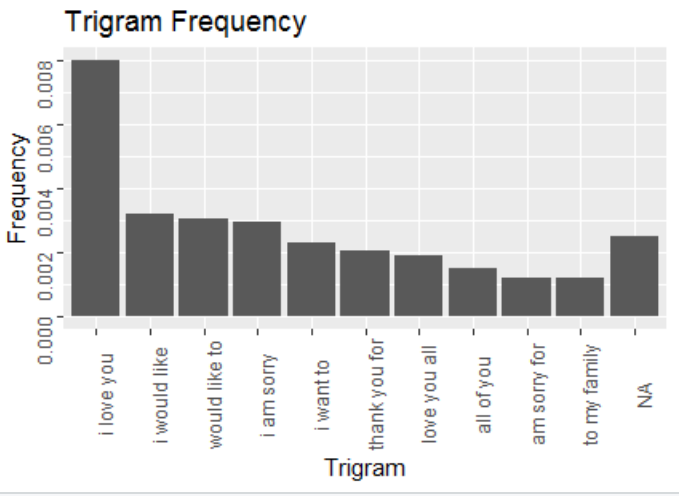 Trigram Frequency
Frequency
0.008
0.006
0.004
0.002
0.000
i love you
i would like
would like to
i am sorry
i want to
thank you for
love you all
all of you
am sorry for
to my family
NA
Trigram